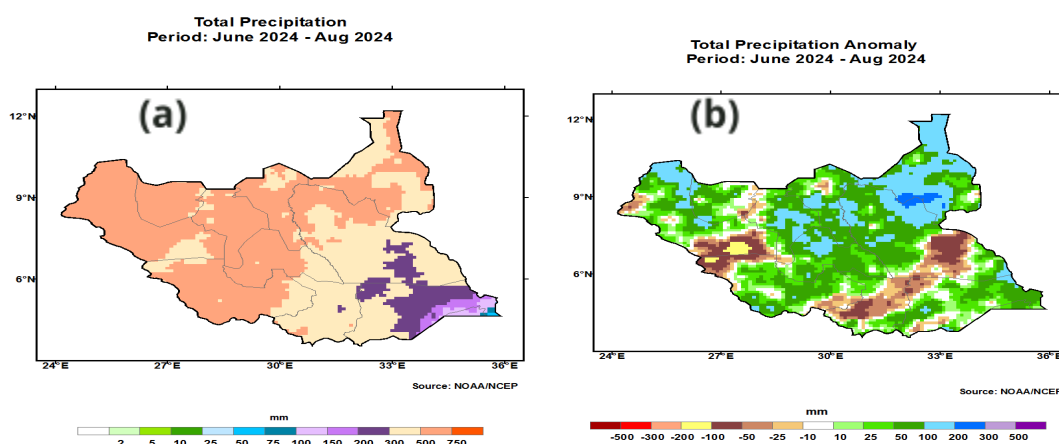 Total Precipitation
Period: June 2024 - Aug 2024
(a)
12°N
9°N
6°N
24°E 27°E 30°E 33°E 36°E
Source: NOAA/NCEP
mm
2 5 10 25 50 75 100 150 200 300 500 750
Total Precipitation Anomaly
Period: June 2024 - Aug 2024
(b)
12°N
9°N
6°N
24°E 27°E 30°E 33°E 36°E
Source: NOAA/NCEP
mm
-500 -300 -200 -100 -50 -25 -10 10 25 50 100 200 300 500